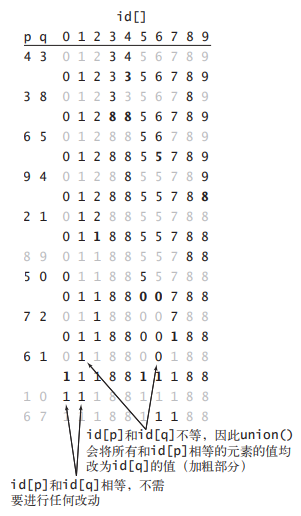 id[]
p q 0 1 2 3 4 5 6 7 8 9
4 3 0 1 2 3 4 5 6 7 8 9
0 1 2 3 3 5 6 7 8 9
3 8 0 1 2 3 3 5 6 7 8 9
0 1 2 8 8 5 6 7 8 9
6 5 0 1 2 8 8 5 6 7 8 9
0 1 2 8 8 5 5 7 8 9
9 4 0 1 2 8 8 5 5 7 8 9
0 1 2 8 8 5 5 7 8 8
2 1 0 1 2 8 8 5 5 7 8 8
0 1 1 8 8 5 5 7 8 8
8 9 0 1 1 8 8 5 5 7 8 8
5 0 0 1 1 8 8 5 5 7 8 8
0 1 1 8 8 0 0 7 8 8
7 2 0 1 1 8 8 0 0 7 8 8
0 1 1 8 8 0 0 1 8 8
6 1 0 1 1 8 8 0 0 1 8 8
1 1 1 8 8 1 1 1 8 8
1 0 1 1 1 8 8 1 1 1 8 8
6 7 1 1 1 8 8 1 1 1 8 8
id[p]和id[q]不等，因此union()
会将所有和id[p]相等的元素的值均
改为id[q]的值（加粗部分）
id[p]和id[q]相等，不需
要进行任何改动